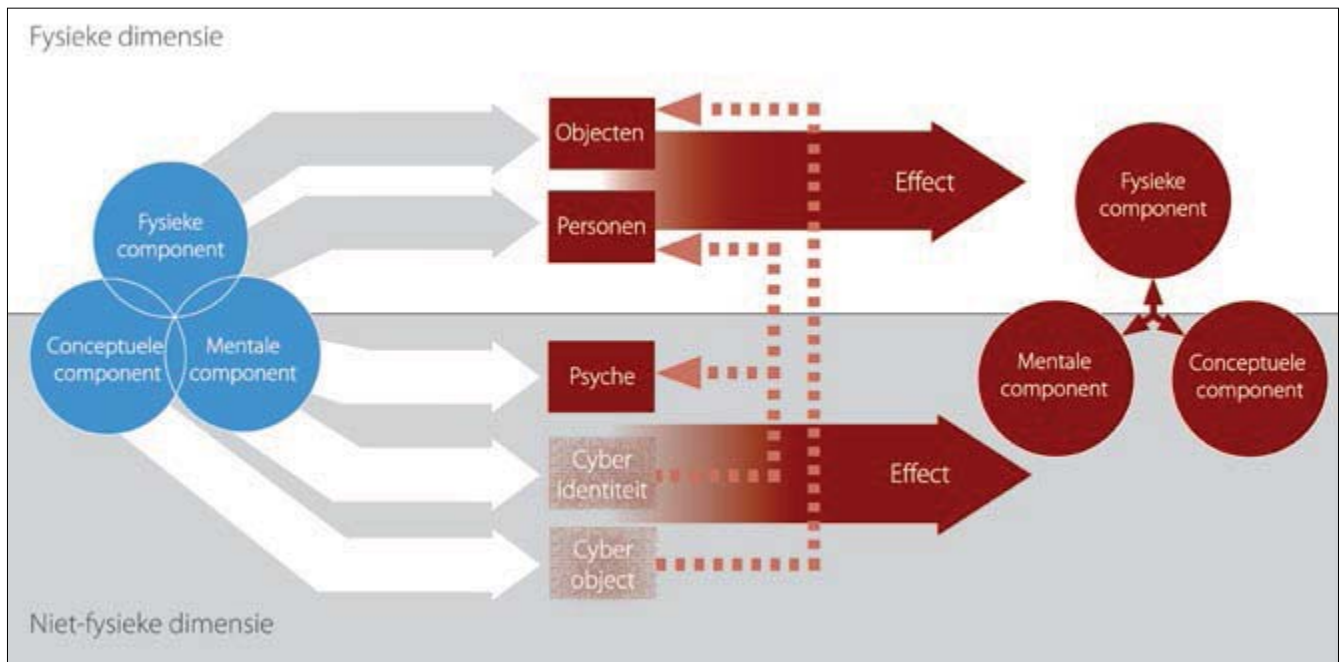 Fysieke dimensie
Objecten
Effect
Personen
Fysieke
component
Conceptuele
component
Mentale
component
Fysieke
component
Mentale
component
Conceptuele
component
Psyche
Cyber
identiteit
Effect
Cyber
object
Niet-fysieke dimensie